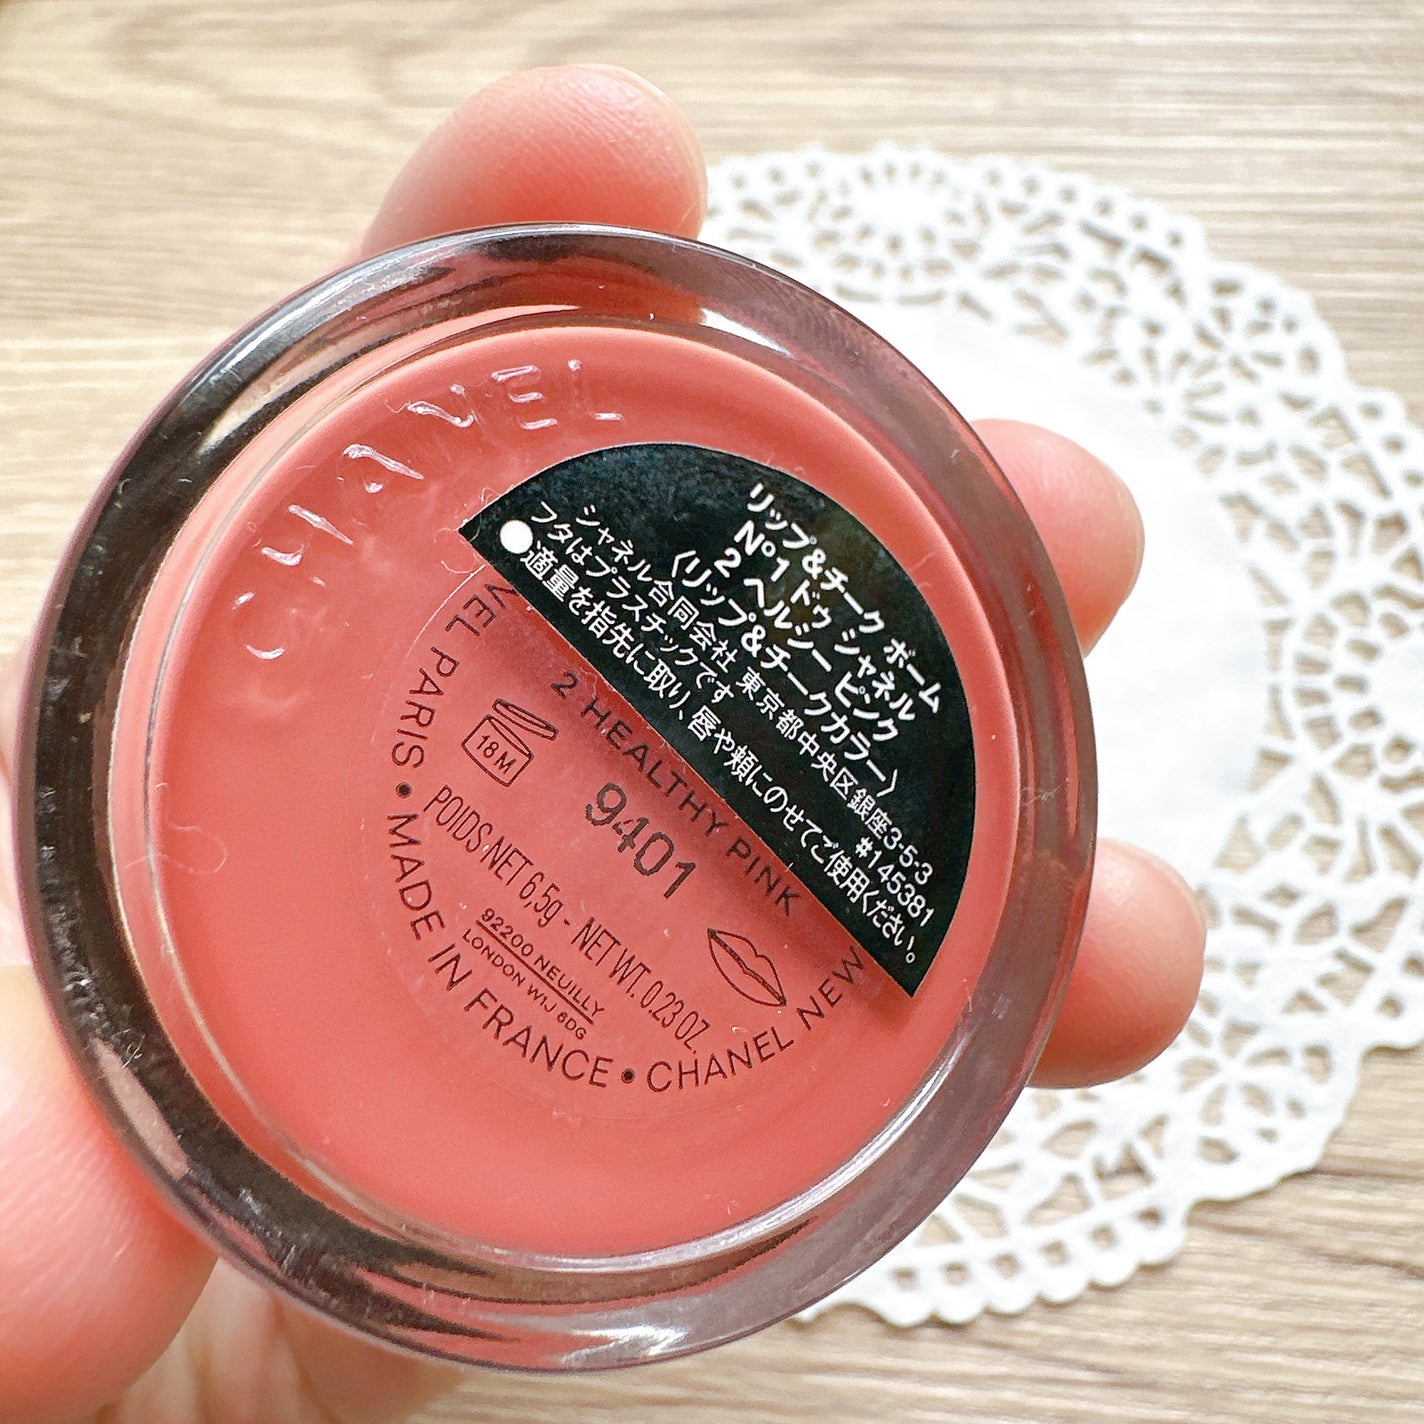 CHANEL
リップ&チーク ボーム
N°1 ドゥ シャネル
2 ヘルシー ピンク
〈リップ&チークカラー〉
シャネル合同会社 東京都中央区銀座3-5-3
フタはプラスチックです #145381
●適量を指先に取り、唇や頬にのせてご使用ください。
2 HEALTHY PINK
9401
18M
POIDS NET 6,5g - NET WT. 0.23 OZ.
92200 NEUILLY
LONDON W1J 6DG
NEL PARIS • MADE IN FRANCE • CHANEL NEW